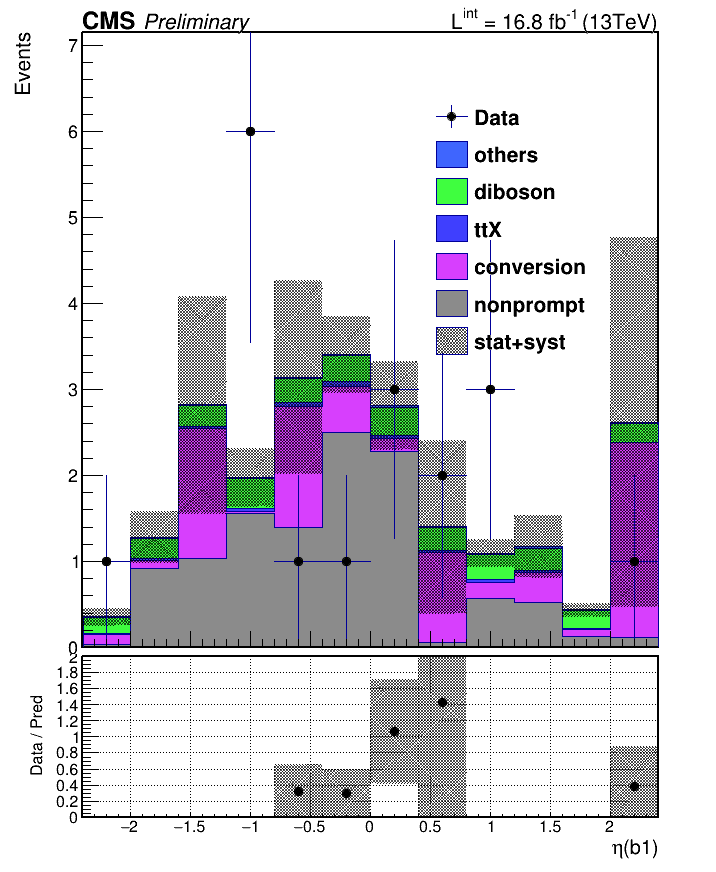 CMS Preliminary L^int = 16.8 fb^-1 (13TeV)
Events
7
6
5
4
3
2
1
0
Data
others
diboson
ttX
conversion
nonprompt
stat+syst
Data / Pred
2
1.8
1.6
1.4
1.2
1
0.8
0.6
0.4
0.2
0
−2 −1.5 −1 −0.5 0 0.5 1 1.5 2
η(b1)